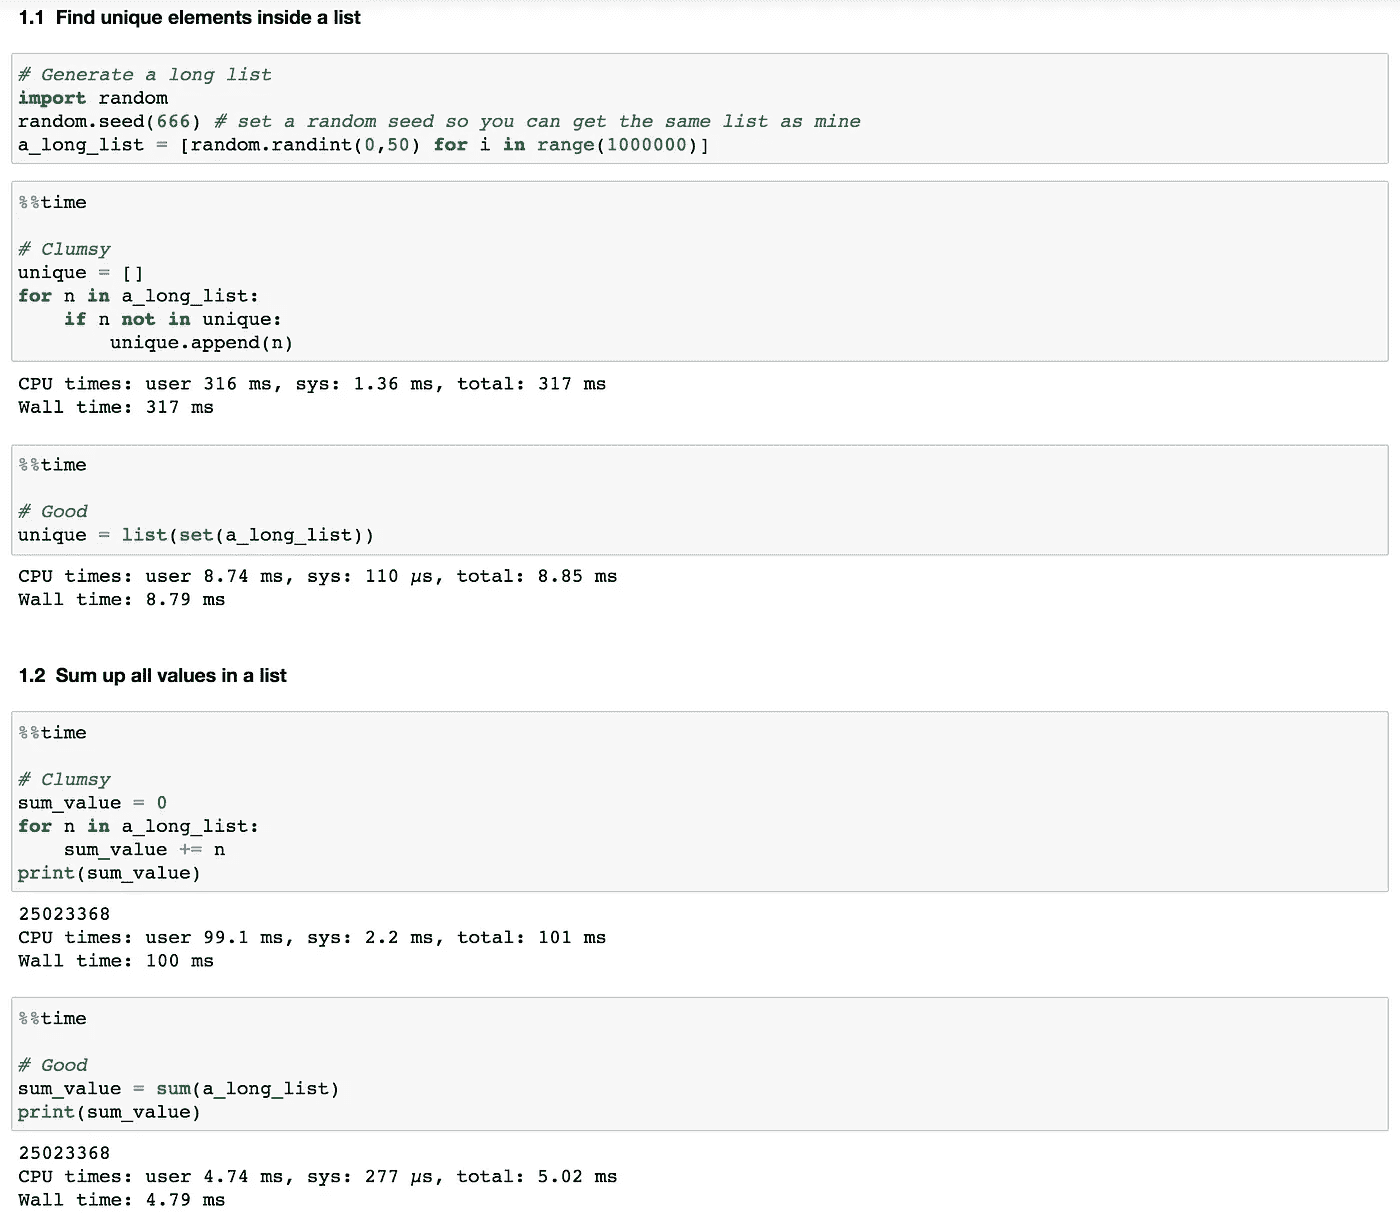 1.1 Find unique elements inside a list
# Generate a long list
import random
random.seed(666) # set a random seed so you can get the same list as mine
a_long_list = [random.randint(0,50) for i in range(1000000)]
%%time
# Clumsy
unique = []
for n in a_long_list:
    if n not in unique:
        unique.append(n)
CPU times: user 316 ms, sys: 1.36 ms, total: 317 ms
Wall time: 317 ms
%%time
# Good
unique = list(set(a_long_list))
CPU times: user 8.74 ms, sys: 110 µs, total: 8.85 ms
Wall time: 8.79 ms
1.2 Sum up all values in a list
%%time
# Clumsy
sum_value = 0
for n in a_long_list:
    sum_value += n
print(sum_value)
25023368
CPU times: user 99.1 ms, sys: 2.2 ms, total: 101 ms
Wall time: 100 ms
%%time
# Good
sum_value = sum(a_long_list)
print(sum_value)
25023368
CPU times: user 4.74 ms, sys: 277 µs, total: 5.02 ms
Wall time: 4.79 ms